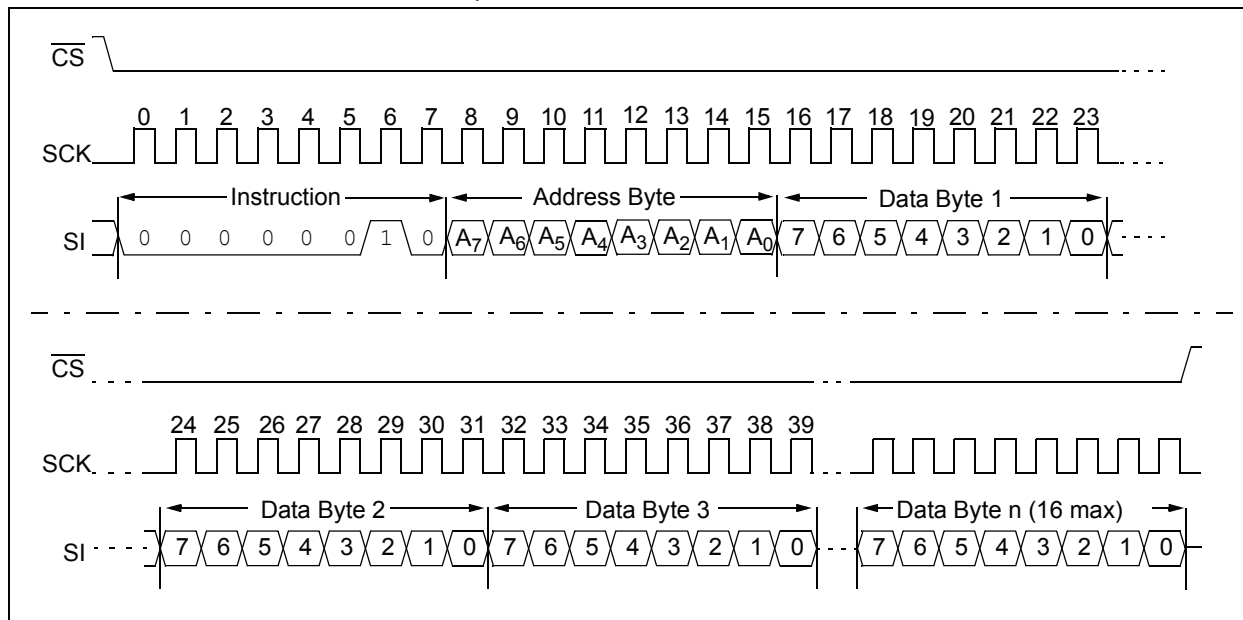 CS
0 1 2 3 4 5 6 7 8 9 10 11 12 13 14 15 16 17 18 19 20 21 22 23
SCK
Instruction Address Byte Data Byte 1
SI 0 0 0 0 0 0 1 0 A7 A6 A5 A4 A3 A2 A1 A0 7 6 5 4 3 2 1 0
CS
24 25 26 27 28 29 30 31 32 33 34 35 36 37 38 39
SCK
Data Byte 2 Data Byte 3 Data Byte n (16 max)
SI 7 6 5 4 3 2 1 0 7 6 5 4 3 2 1 0 7 6 5 4 3 2 1 0